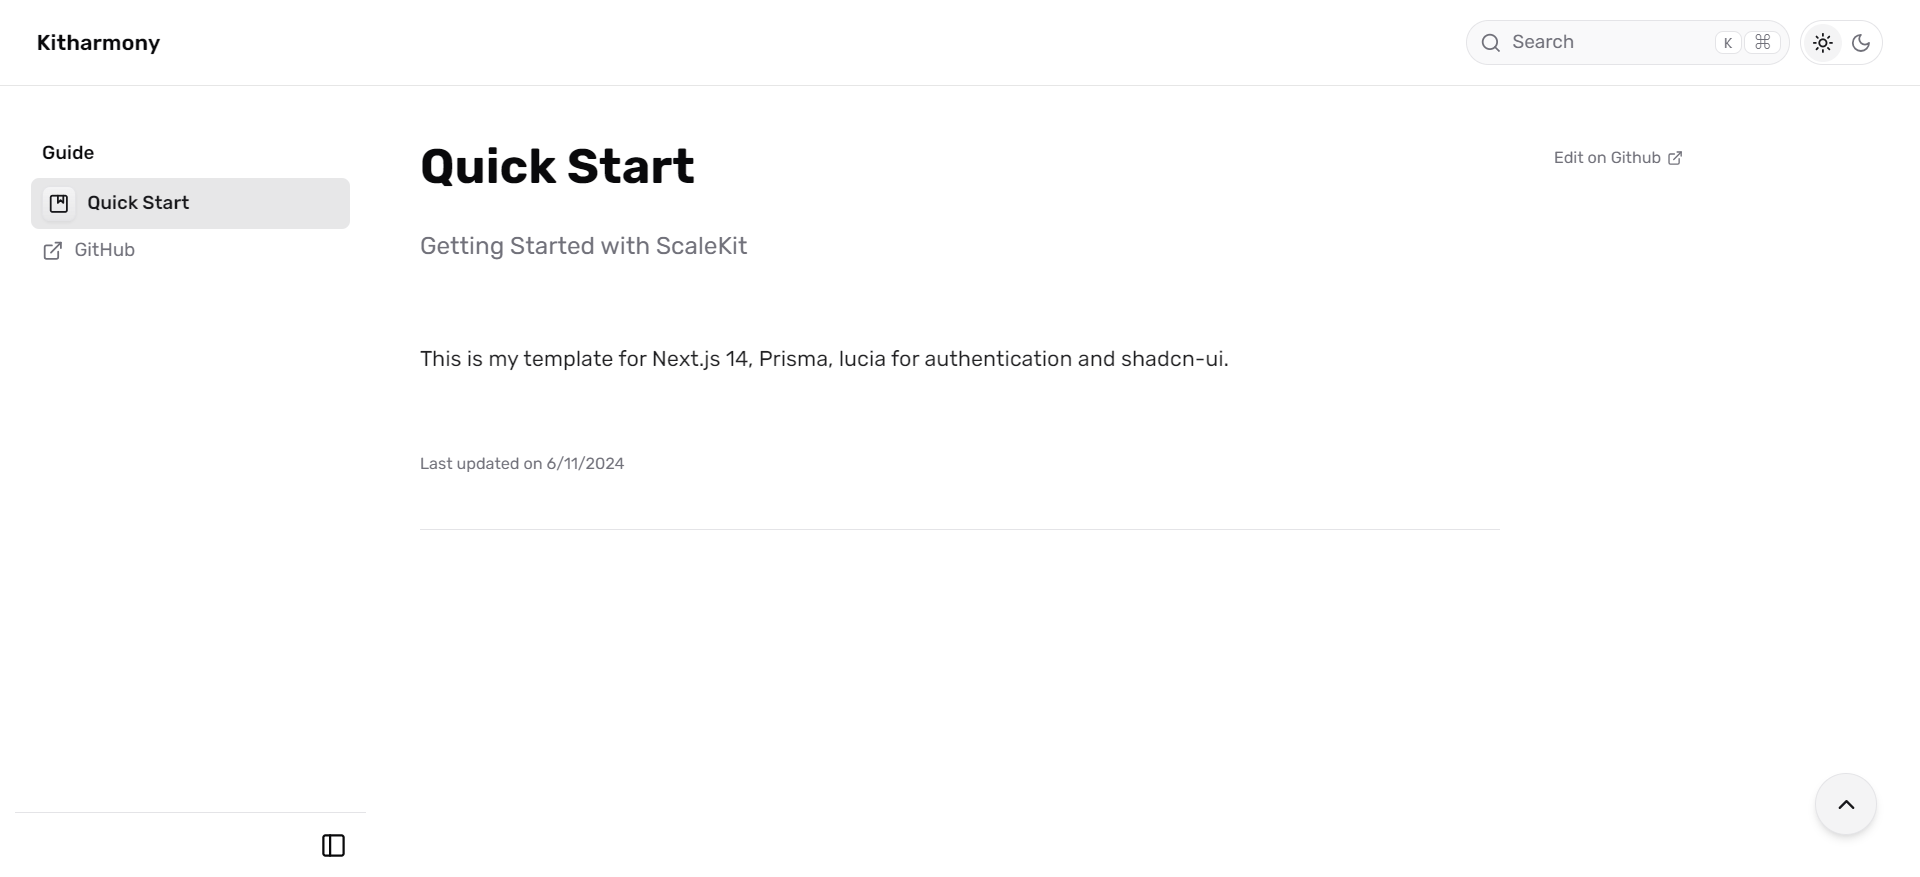 Kitharmony
Search
K ⌘
Guide
Quick Start
GitHub
Quick Start
Getting Started with ScaleKit
This is my template for Next.js 14, Prisma, lucia for authentication and shadcn-ui.
Last updated on 6/11/2024
Edit on Github